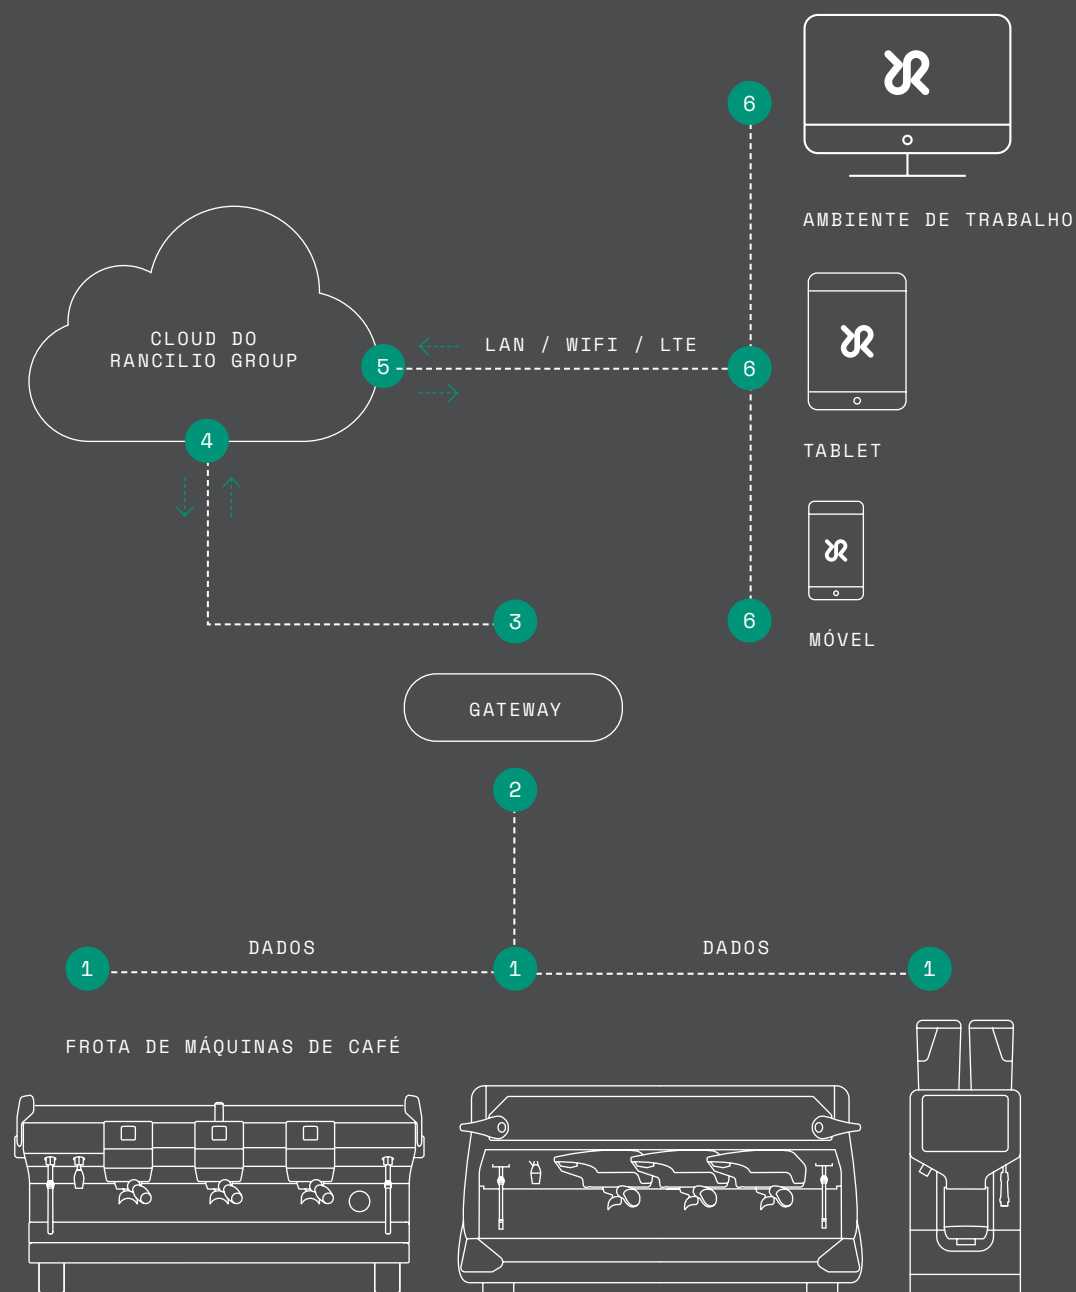 6
AMBIENTE DE TRABALHO
CLOUD DO
RANCILIO GROUP
5
LAN / WIFI / LTE
6
4
TABLET
3
6
MÓVEL
GATEWAY
2
DADOS
DADOS
1
1
1
FROTA DE MÁQUINAS DE CAFÉ